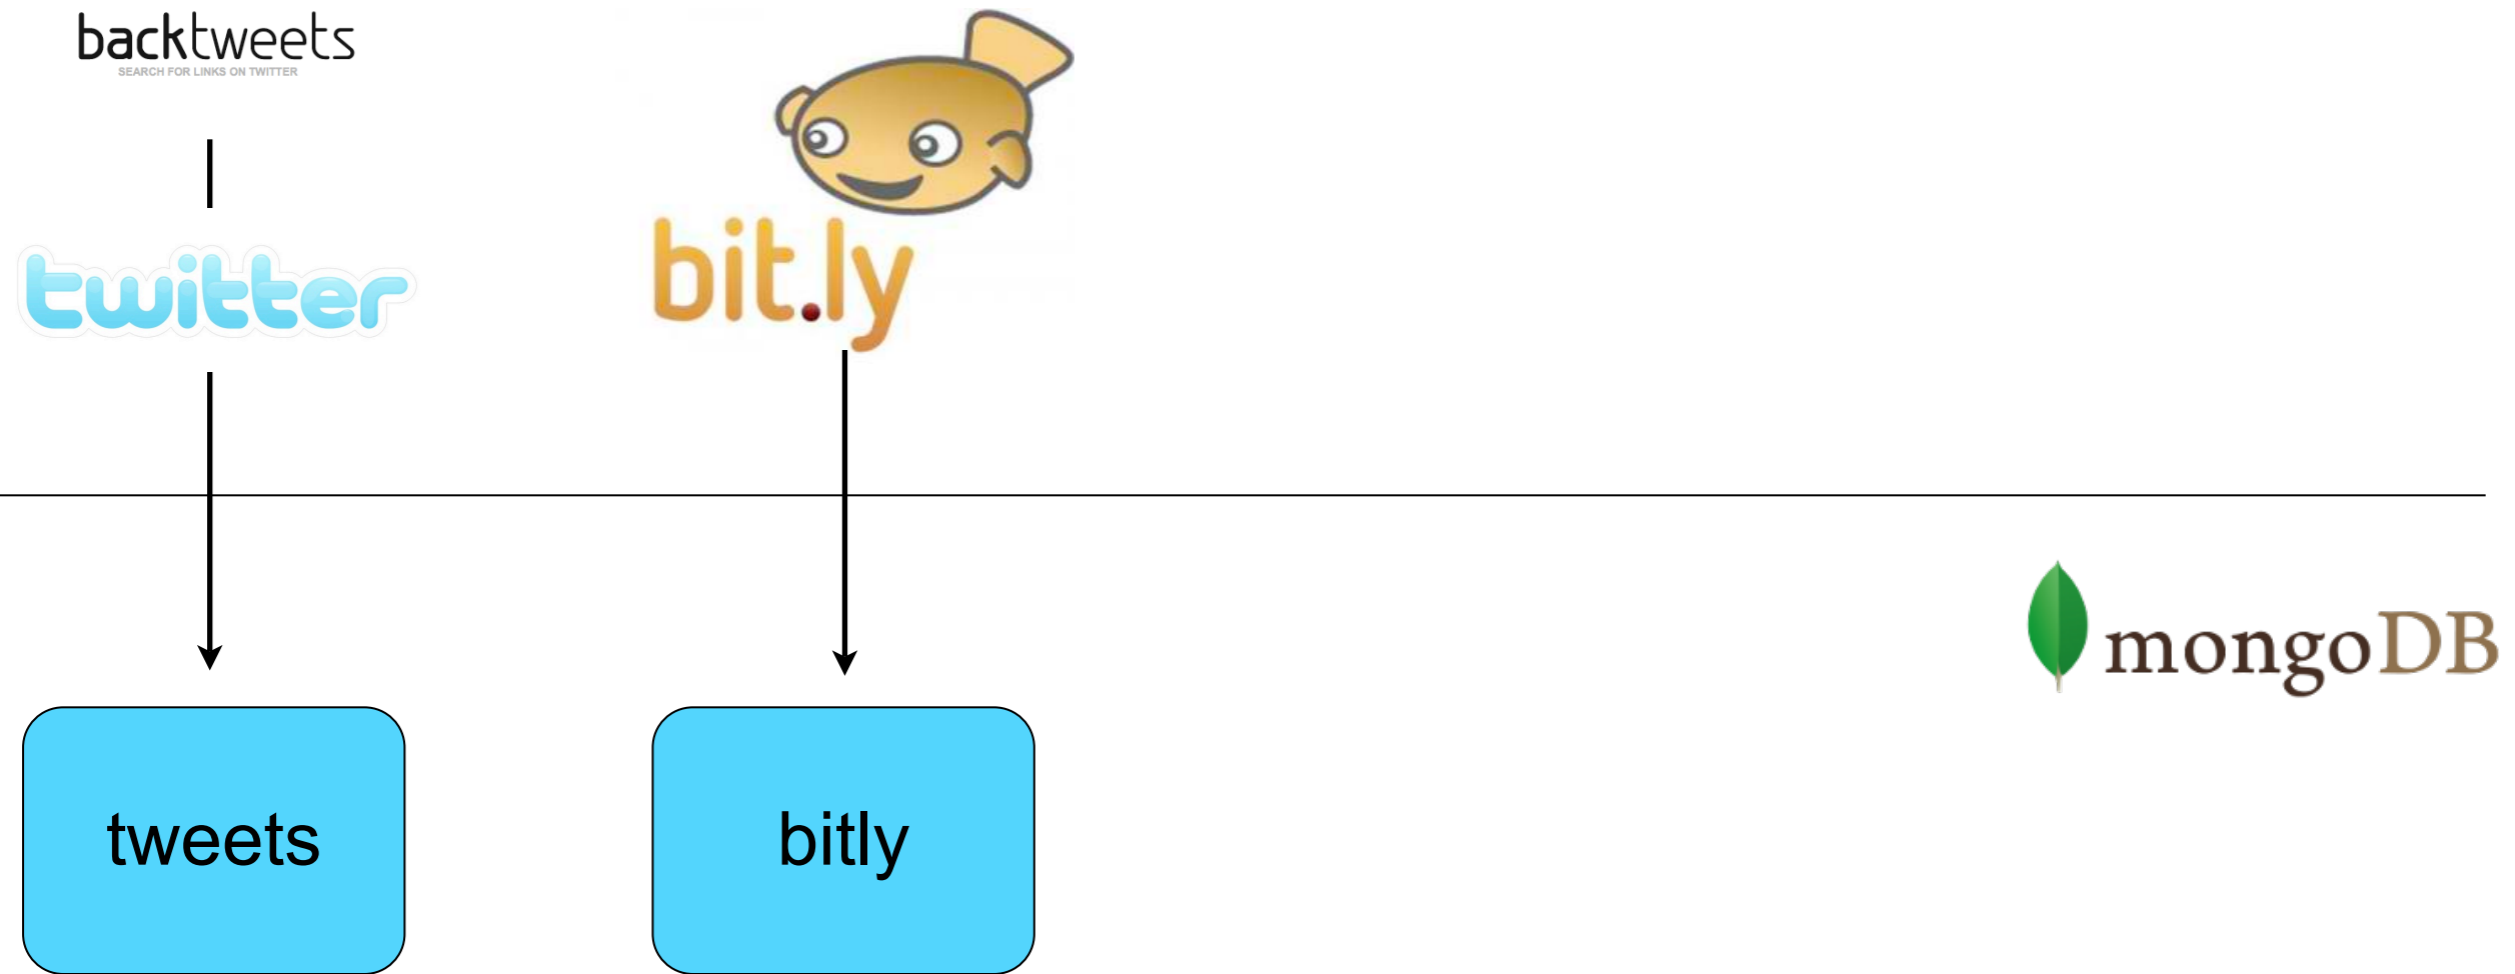 backtweets
SEARCH FOR LINKS ON TWITTER
twitter
bit.ly
mongoDB
tweets
bitly